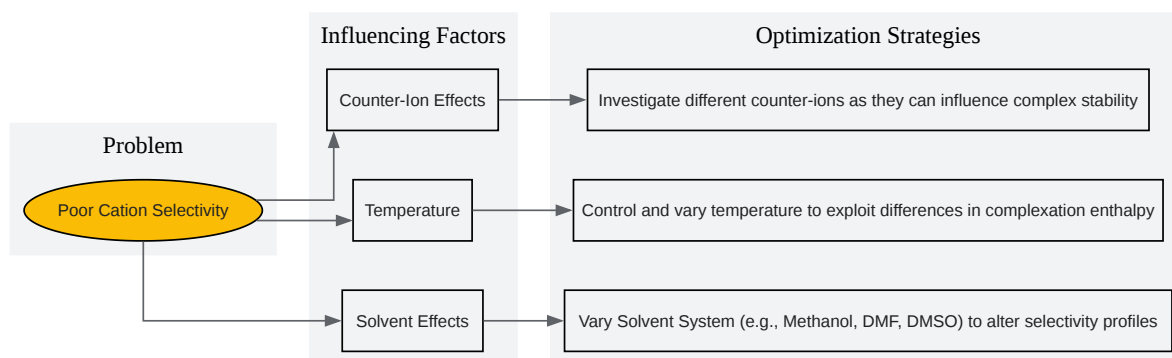 Influencing Factors
Optimization Strategies
Counter-Ion Effects
Investigate different counter-ions as they can influence complex stability
Problem
Poor Cation Selectivity
Temperature
Control and vary temperature to exploit differences in complexation enthalpy
Solvent Effects
Vary Solvent System (e.g., Methanol, DMF, DMSO) to alter selectivity profiles